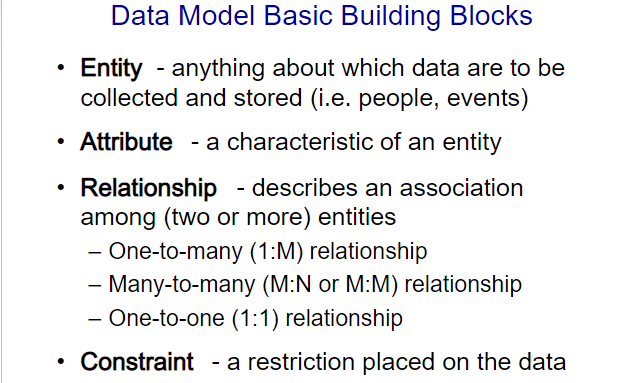 Data Model Basic Building Blocks
• Entity - anything about which data are to be
collected and stored (i.e. people, events)
• Attribute - a characteristic of an entity
• Relationship - describes an association
among (two or more) entities
– One-to-many (1:M) relationship
– Many-to-many (M:N or M:M) relationship
– One-to-one (1:1) relationship
• Constraint - a restriction placed on the data